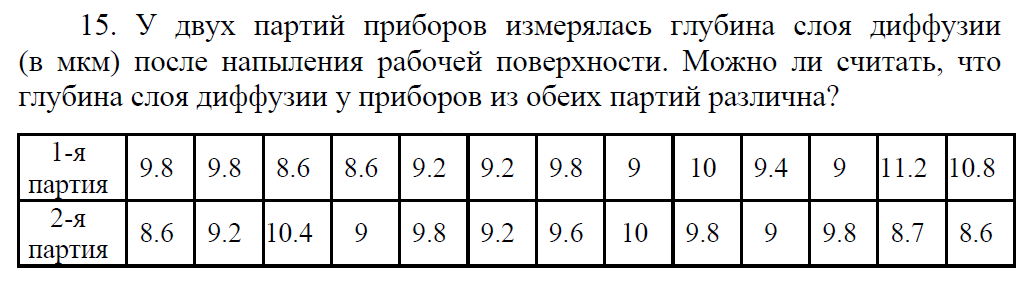 15. У двух партий приборов измерялась глубина слоя диффузии
(в мкм) после напыления рабочей поверхности. Можно ли считать, что
глубина слоя диффузии у приборов из обеих партий различна?
1-я партия 9.8 9.8 8.6 8.6 9.2 9.2 9.8 9 10 9.4 9 11.2 10.8
2-я партия 8.6 9.2 10.4 9 9.8 9.2 9.6 10 9.8 9 9.8 8.7 8.6